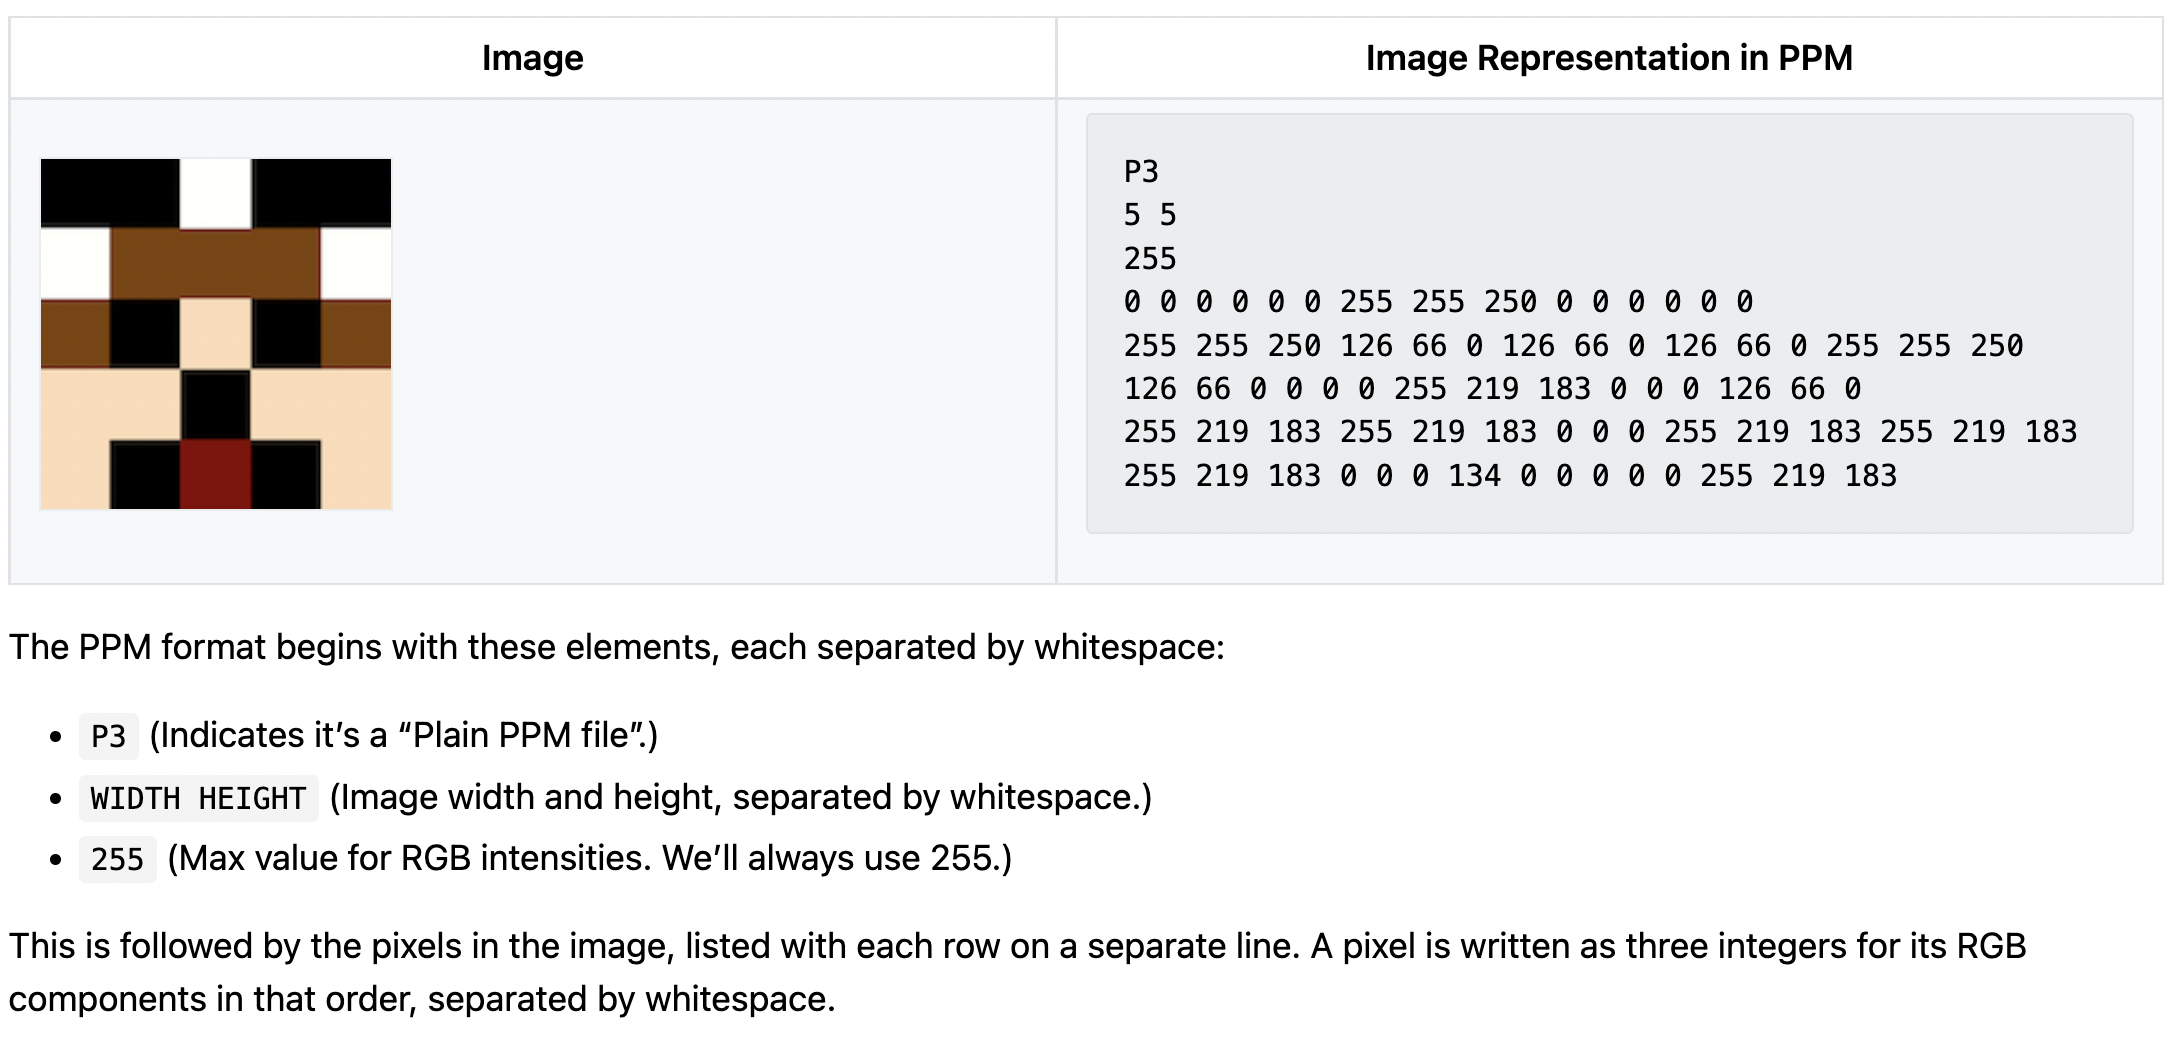 Image
Image Representation in PPM
P3
5 5
255
0 0 0 0 0 0 255 255 250 0 0 0 0 0 0
255 255 250 126 66 0 126 66 0 126 66 0 255 255 250
126 66 0 0 0 0 255 219 183 0 0 0 126 66 0
255 219 183 255 219 183 0 0 0 255 219 183 255 219 183
255 219 183 0 0 0 134 0 0 0 0 0 255 219 183
The PPM format begins with these elements, each separated by whitespace:
• P3 (Indicates it’s a “Plain PPM file”.)
• WIDTH HEIGHT (Image width and height, separated by whitespace.)
• 255 (Max value for RGB intensities. We’ll always use 255.)
This is followed by the pixels in the image, listed with each row on a separate line. A pixel is written as three integers for its RGB
components in that order, separated by whitespace.